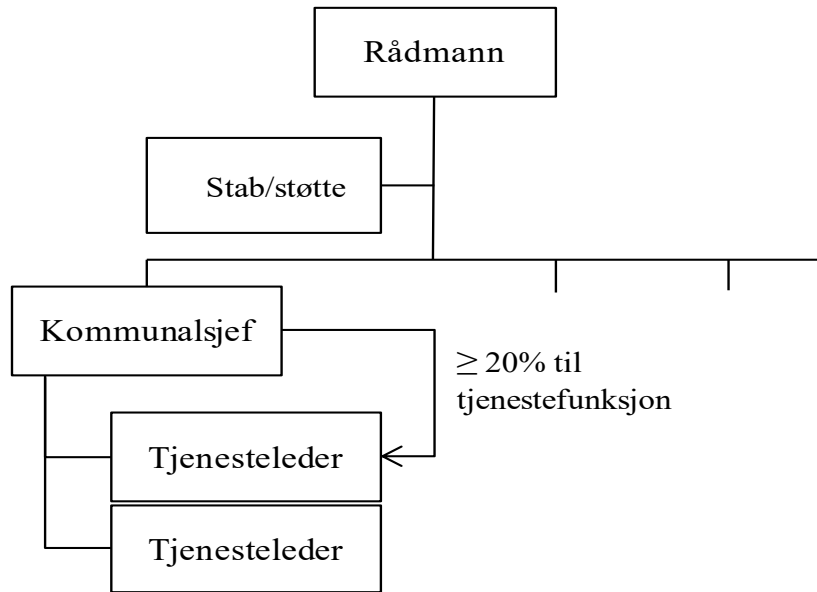 Rådmann
Stab/støtte
Kommunalsjef
≥ 20% til
tjenestefunksjon
Tjenesteleder
Tjenesteleder